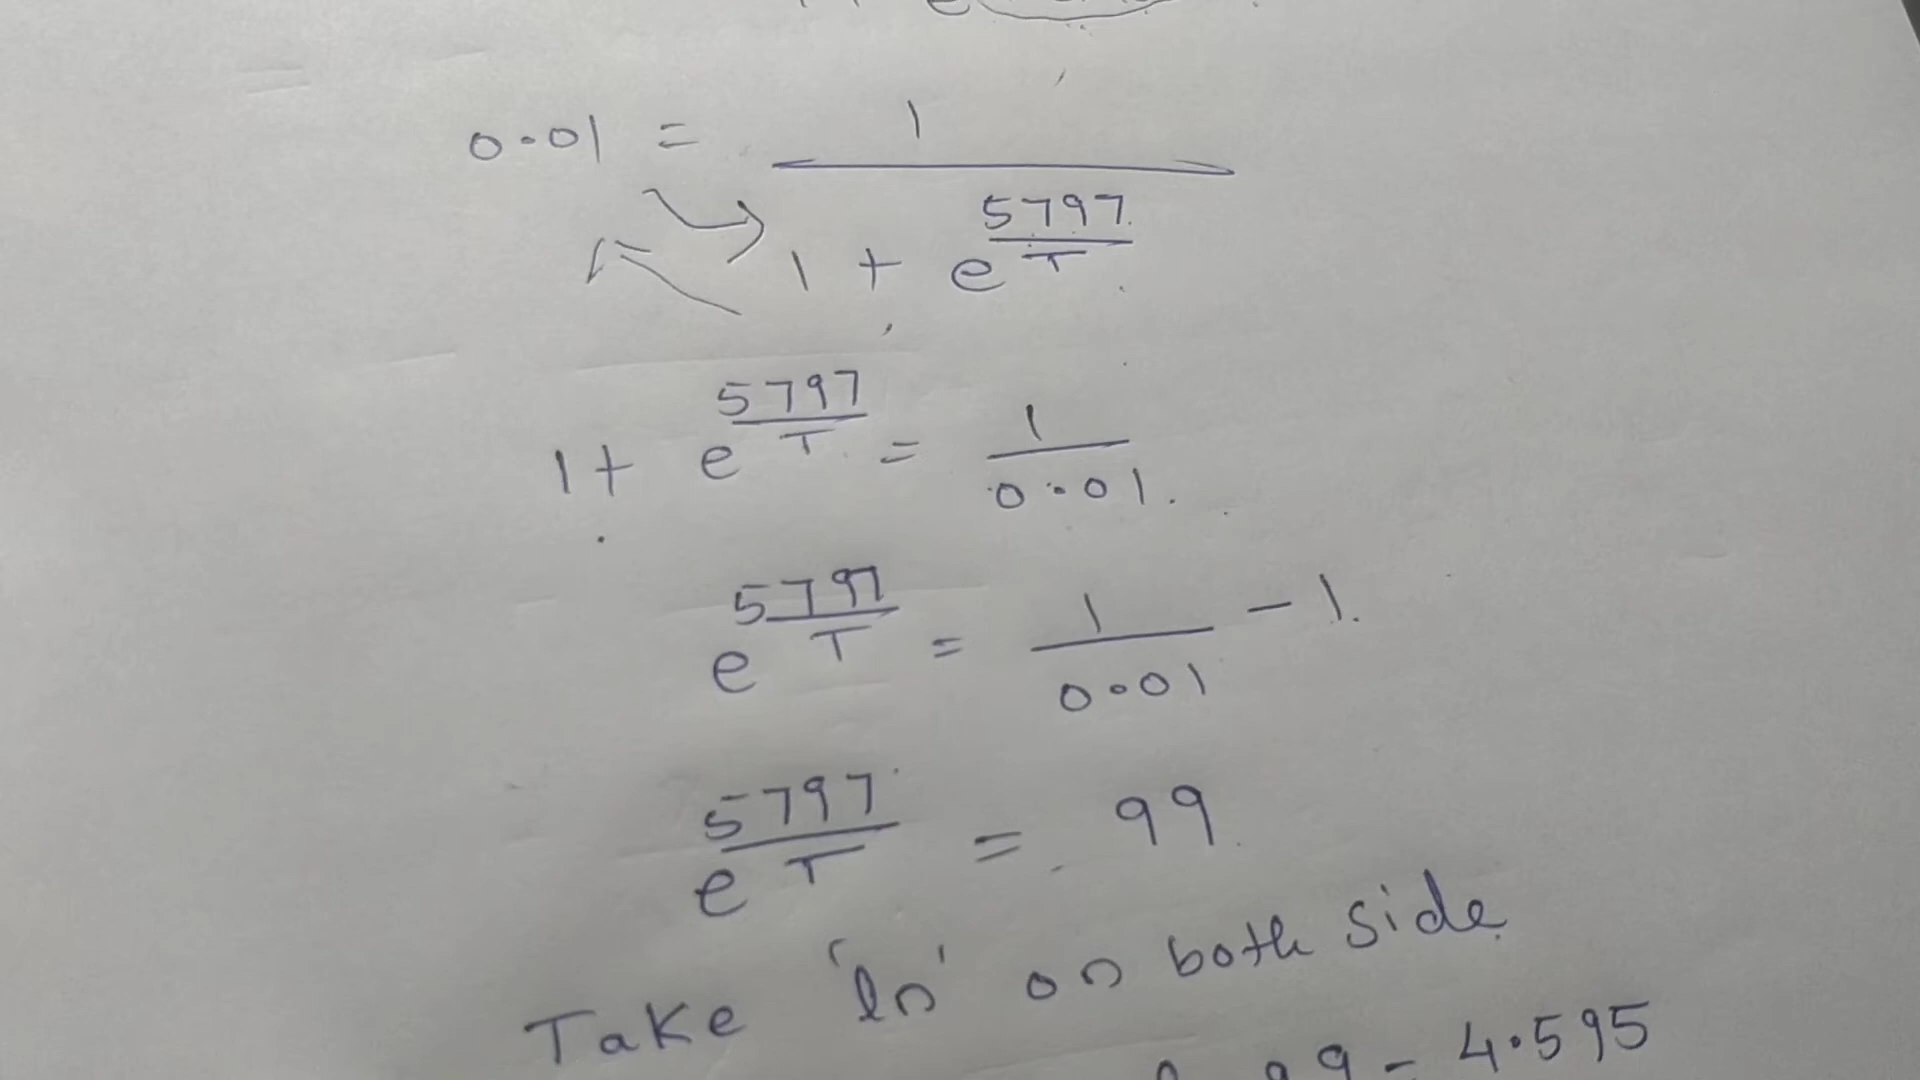 0.01 = 1 / 1 + e^(5797/T)
1 + e^(5797/T) = 1/0.01.
e^(5797/T) = 1/0.01 - 1.
e^(5797/T) = 99
Take 'ln' on both side
99 = 4.595